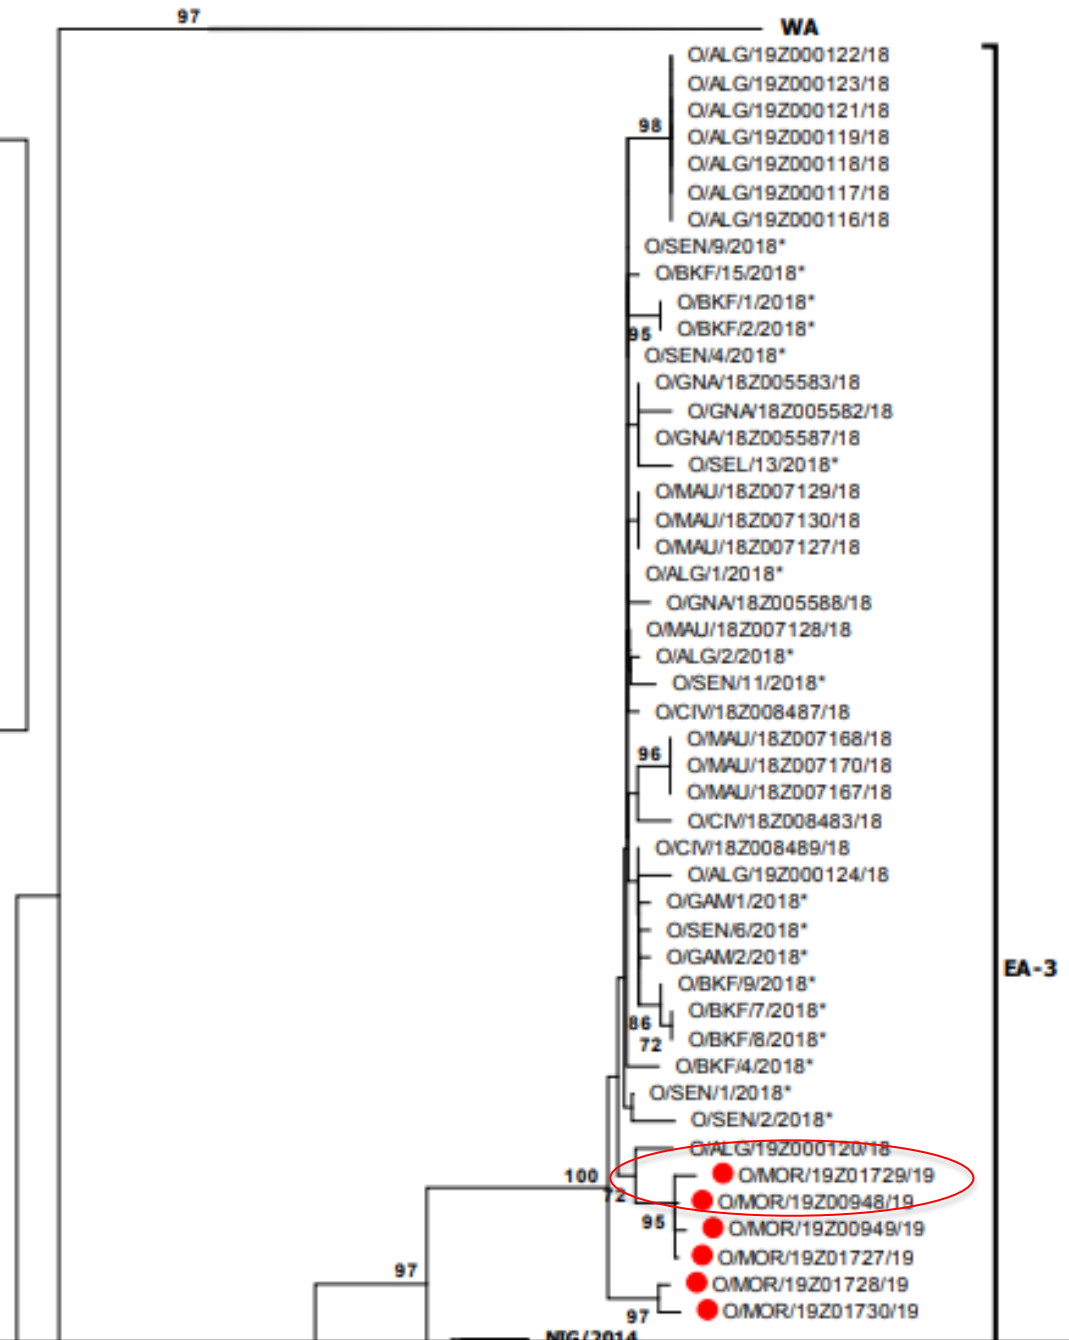 97
WA
O/ALG/19Z000122/18
O/ALG/19Z000123/18
O/ALG/19Z000121/18
98
O/ALG/19Z000119/18
O/ALG/19Z000118/18
O/ALG/19Z000117/18
O/ALG/19Z000116/18
O/SEN/9/2018*
O/BKF/15/2018*
O/BKF/1/2018*
O/BKF/2/2018*
95
O/SEN/4/2018*
O/GNA/18Z005583/18
O/GNA/18Z005582/18
O/GNA/18Z005587/18
O/SEL/13/2018*
O/MAU/18Z007129/18
O/MAU/18Z007130/18
O/MAU/18Z007127/18
O/ALG/1/2018*
O/GNA/18Z005588/18
O/MAU/18Z007128/18
O/ALG/2/2018*
O/SEN/11/2018*
O/CIV/18Z008487/18
O/MAU/18Z007168/18
96
O/MAU/18Z007170/18
O/MAU/18Z007167/18
O/CIV/18Z008483/18
O/CIV/18Z008489/18
O/ALG/19Z000124/18
O/GAM/1/2018*
O/SEN/6/2018*
O/GAM/2/2018*
EA-3
O/BKF/9/2018*
O/BKF/7/2018*
86
O/BKF/8/2018*
72
O/BKF/4/2018*
O/SEN/1/2018*
O/SEN/2/2018*
O/ALG/19Z000120/18
100
O/MOR/19Z01729/19
72
O/MOR/19Z00948/19
95
O/MOR/19Z00949/19
O/MOR/19Z01727/19
97
O/MOR/19Z01728/19
O/MOR/19Z01730/19
97
NIG/2014